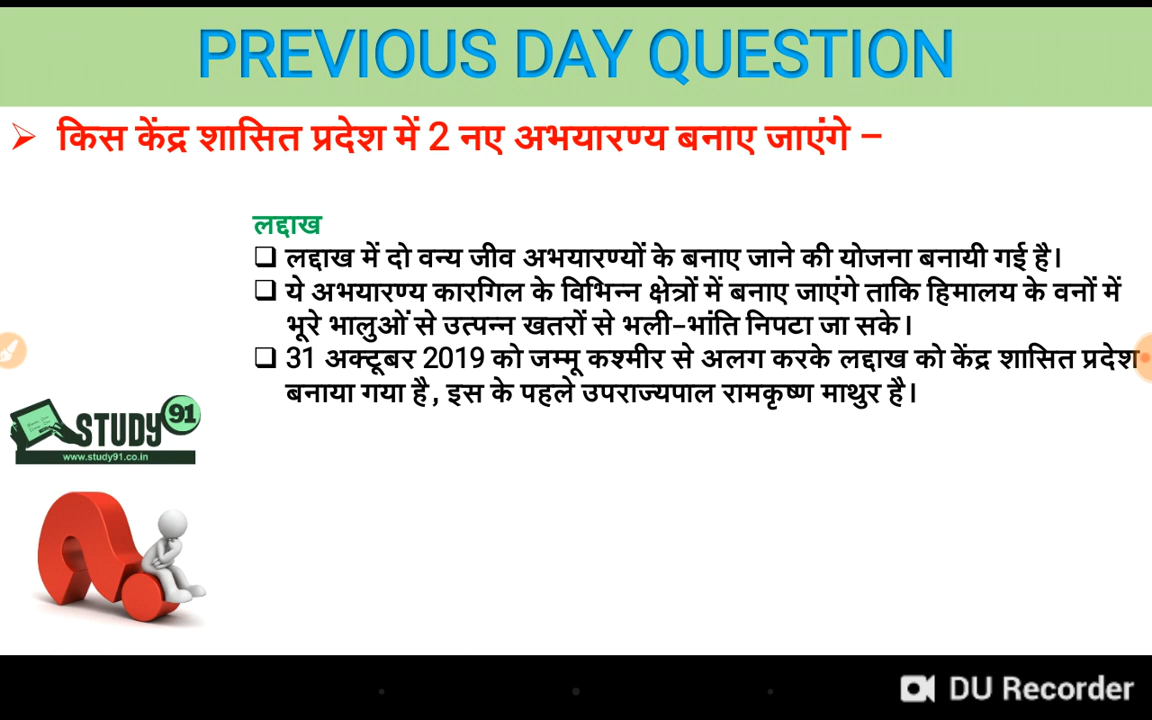 PREVIOUS DAY QUESTION
➢ किस केंद्र शासित प्रदेश में 2 नए अभयारण्य बनाए जाएंगे –
लद्दाख
❑ लद्दाख में दो वन्य जीव अभयारण्यों के बनाए जाने की योजना बनायी गई है।
❑ ये अभयारण्य कारगिल के विभिन्न क्षेत्रों में बनाए जाएंगे ताकि हिमालय के वनों में
भूरे भालुओं से उत्पन्न खतरों से भली-भांति निपटा जा सके।
❑ 31 अक्टूबर 2019 को जम्मू कश्मीर से अलग करके लद्दाख को केंद्र शासित प्रदेश
बनाया गया है, इस के पहले उपराज्यपाल रामकृष्ण माथुर है।
STUDY 91
www.study91.co.in
DU Recorder